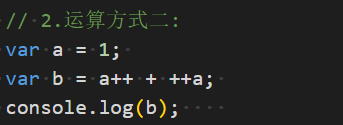 // 2.运算方式二:
var a = 1;
var b = a++ + ++a;
console.log(b);